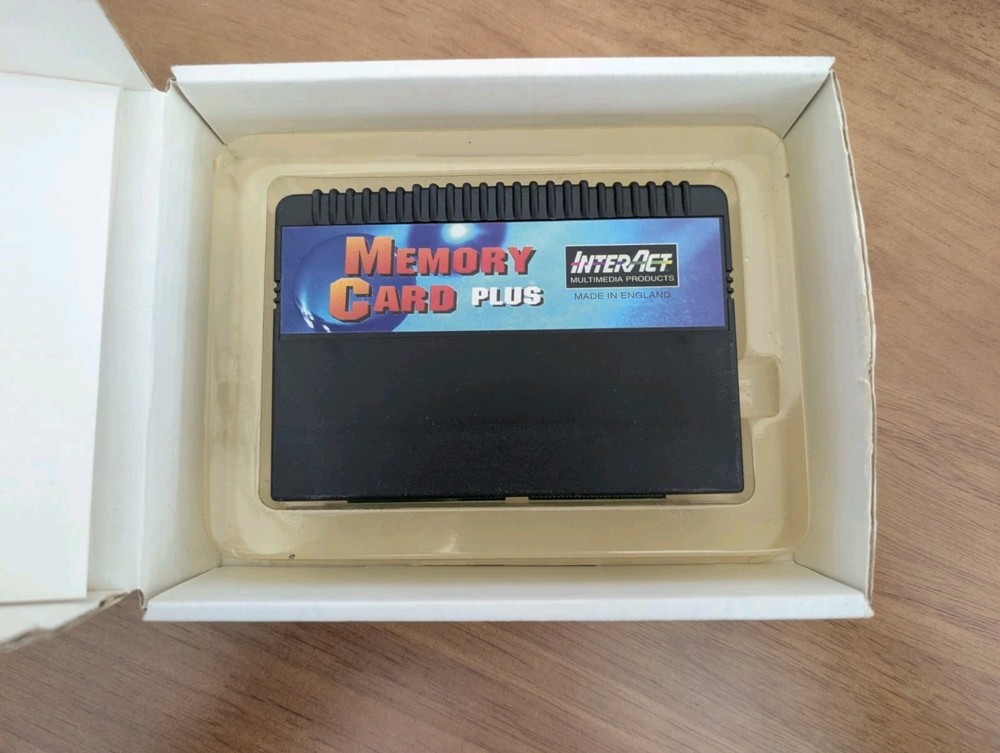 MEMORY
CARD PLUS
INTERACT
MULTIMEDIA PRODUCTS
MADE IN ENGLAND